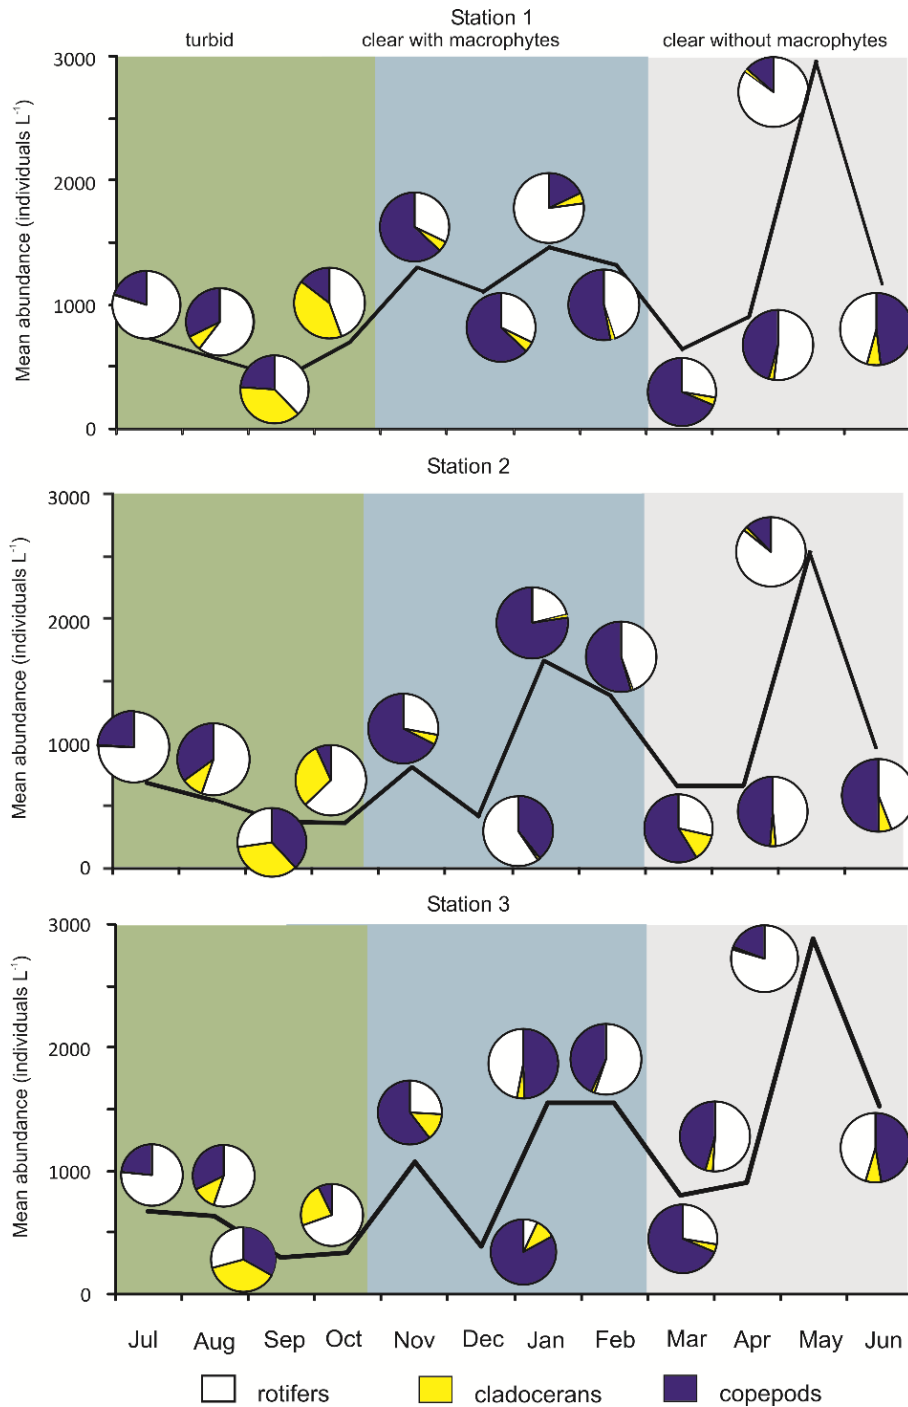 Station 1
turbid clear with macrophytes clear without macrophytes
Mean abundance (individuals L⁻¹)
3000
2000
1000
0
Station 2
Mean abundance (individuals L⁻¹)
3000
2000
1000
0
Station 3
Mean abundance (individuals L⁻¹)
3000
2000
1000
0
Jul Aug Sep Oct Nov Dec Jan Feb Mar Apr May Jun
rotifers cladocerans copepods